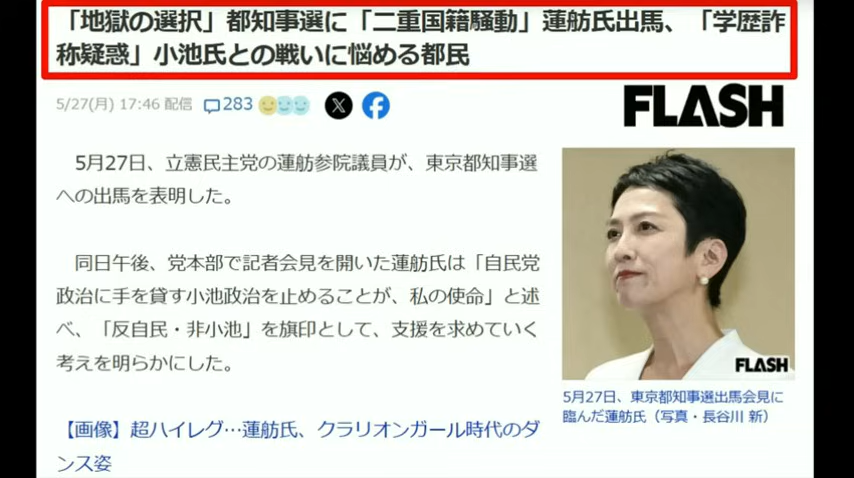 「地獄の選択」都知事選に「二重国籍騒動」蓮舫氏出馬、「学歴詐
称疑惑」小池氏との戦いに悩める都民
5/27(月) 17:46 配信
283
FLASH
5月27日、立憲民主党の蓮舫参院議員が、東京都知事選
への出馬を表明した。
同日午後、党本部で記者会見を開いた蓮舫氏は「自民党
政治に手を貸す小池政治を止めることが、私の使命」と述
べ、「反自民・非小池」を旗印として、支援を求めていく
考えを明らかにした。
【画像】超ハイレグ…蓮舫氏、クラリオンガール時代のダ
ンス姿
FLASH
5月27日、東京都知事選出馬会見に
臨んだ蓮舫氏（写真・長谷川 新）